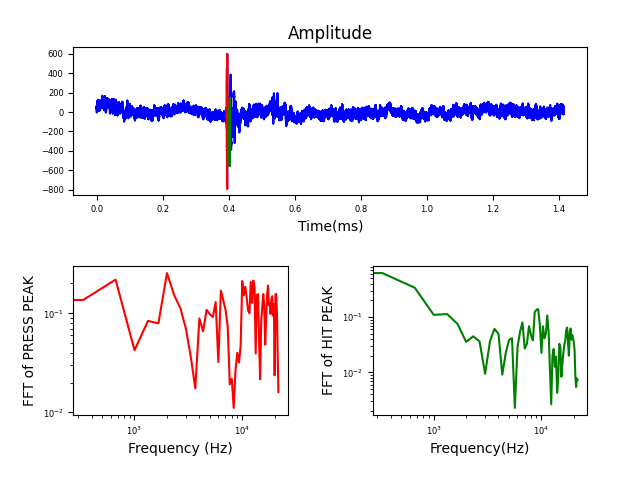 Amplitude
600
400
200
0
−200
−400
−600
−800
0.0 0.2 0.4 0.6 0.8 1.0 1.2 1.4
Time(ms)
FFT of PRESS PEAK
10⁻¹
10⁻²
10³ 10⁴
Frequency (Hz)
FFT of HIT PEAK
10⁻¹
10⁻²
10³ 10⁴
Frequency(Hz)